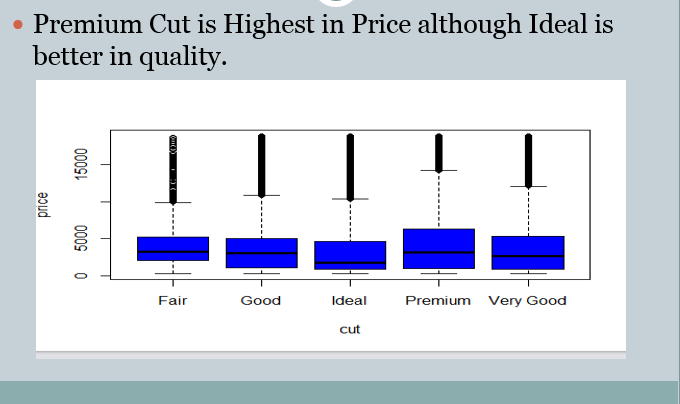 Premium Cut is Highest in Price although Ideal is
better in quality.
15000
price
5000
0
Fair Good Ideal Premium Very Good
cut